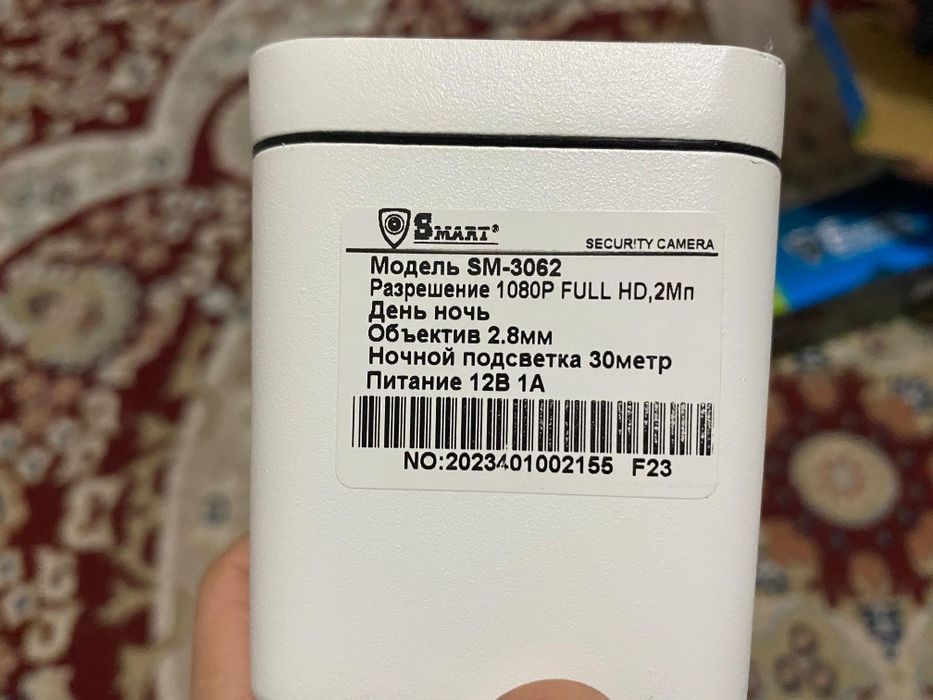 SMART®
SECURITY CAMERA
Модель SM-3062
Разрешение 1080P FULL HD,2Мп
День ночь
Объектив 2.8мм
Ночной подсветка 30метр
Питание 12В 1А
NO:2023401002155 F23